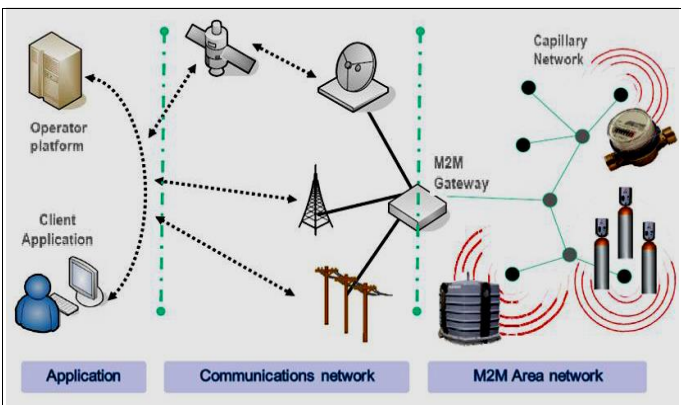 Operator
platform
Client
Application
M2M
Gateway
Capillary
Network
Application
Communications network
M2M Area network